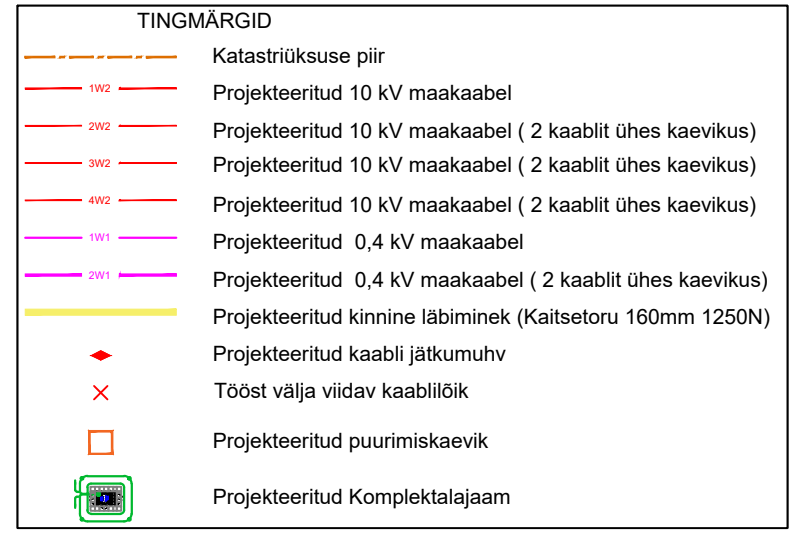 TINGMÄRGID
Katastriüksuse piir
1W2 Projekteeritud 10 kV maakaabel
2W2 Projekteeritud 10 kV maakaabel ( 2 kaablit ühes kaevikus)
3W2 Projekteeritud 10 kV maakaabel ( 2 kaablit ühes kaevikus)
4W2 Projekteeritud 10 kV maakaabel ( 2 kaablit ühes kaevikus)
1W1 Projekteeritud 0,4 kV maakaabel
2W1 Projekteeritud 0,4 kV maakaabel ( 2 kaablit ühes kaevikus)
Projekteeritud kinnine läbiminek (Kaitsetoru 160mm 1250N)
Projekteeritud kaabli jätkumuhv
Tööst välja viidav kaablilõik
Projekteeritud puurimiskaevik
Projekteeritud Komplektalajaam